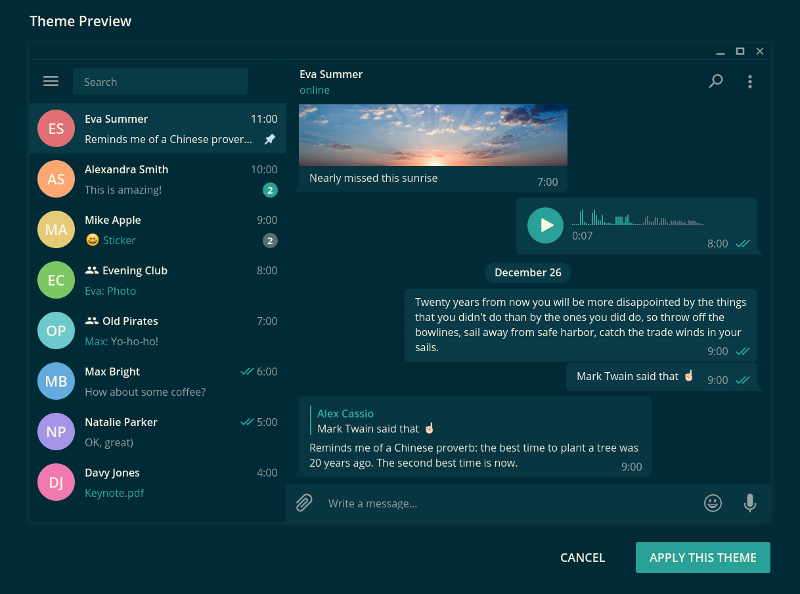 Theme Preview
Search
ES
Eva Summer 11:00
Reminds me of a Chinese prover...
AS
Alexandra Smith 10:00
This is amazing! 2
MA
Mike Apple 9:00
😀 Sticker 2
EC
Evening Club 8:00
Eva: Photo
OP
Old Pirates 7:00
Max: Yo-ho-ho!
MB
Max Bright 6:00
How about some coffee?
NP
Natalie Parker 5:00
OK, great)
DJ
Davy Jones 4:00
Keynote.pdf
Eva Summer
online
Nearly missed this sunrise 7:00
0:07 8:00
December 26
Twenty years from now you will be more disappointed by the things
that you didn't do than by the ones you did do, so throw off the
bowlines, sail away from safe harbor, catch the trade winds in your
sails. 9:00
Mark Twain said that ☝🏻 9:00
Alex Cassio
Mark Twain said that ☝🏻
Reminds me of a Chinese proverb: the best time to plant a tree was
20 years ago. The second best time is now. 9:00
Write a message...
CANCEL
APPLY THIS THEME